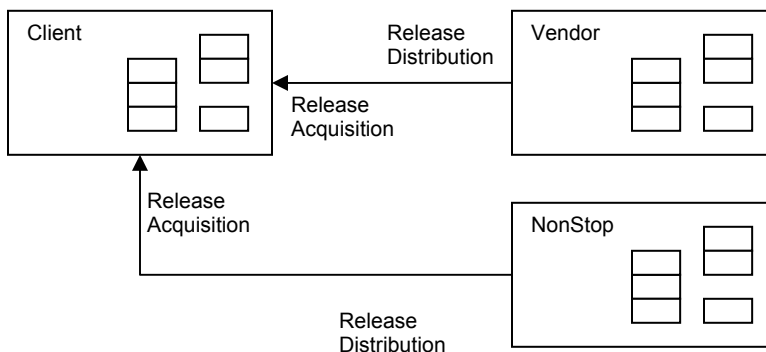 Client
Release
Distribution
Vendor
Release
Acquisition
Release
Acquisition
NonStop
Release
Distribution